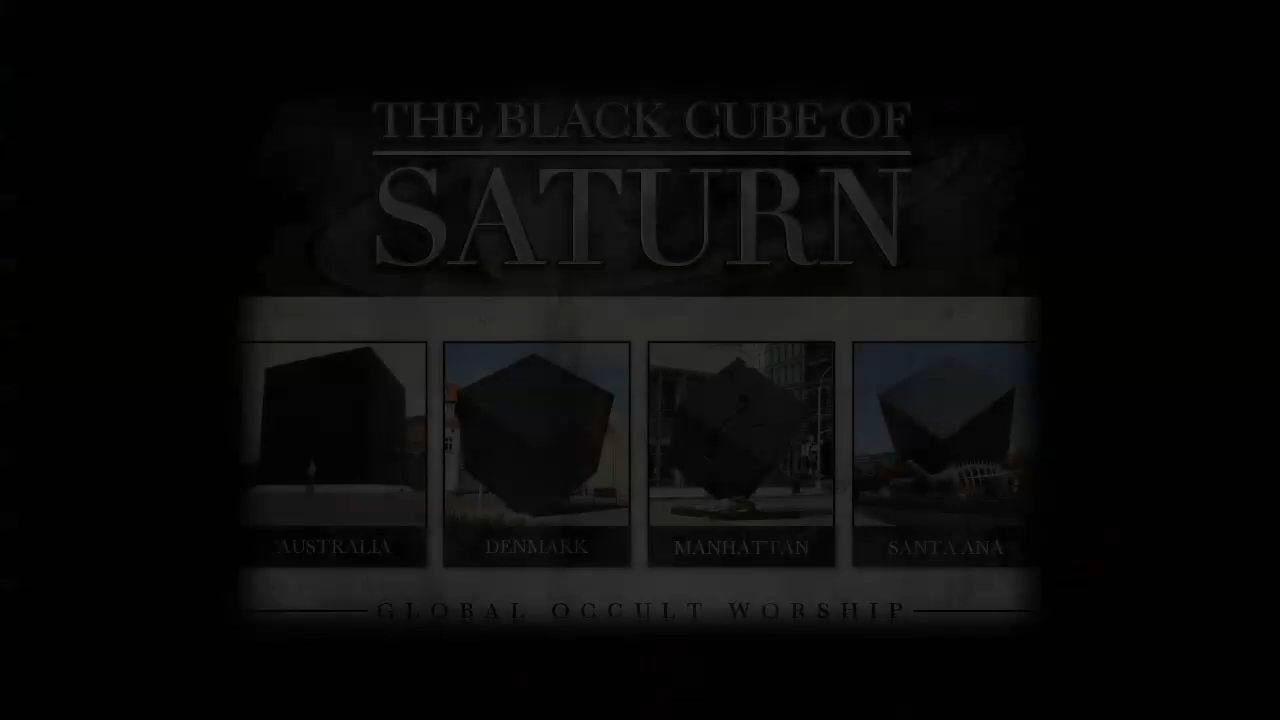 THE BLACK CUBE OF
SATURN
AUSTRALIA
DENMARK
MANHATTAN
SANTA ANA
GLOBAL OCCULT WORSHIP